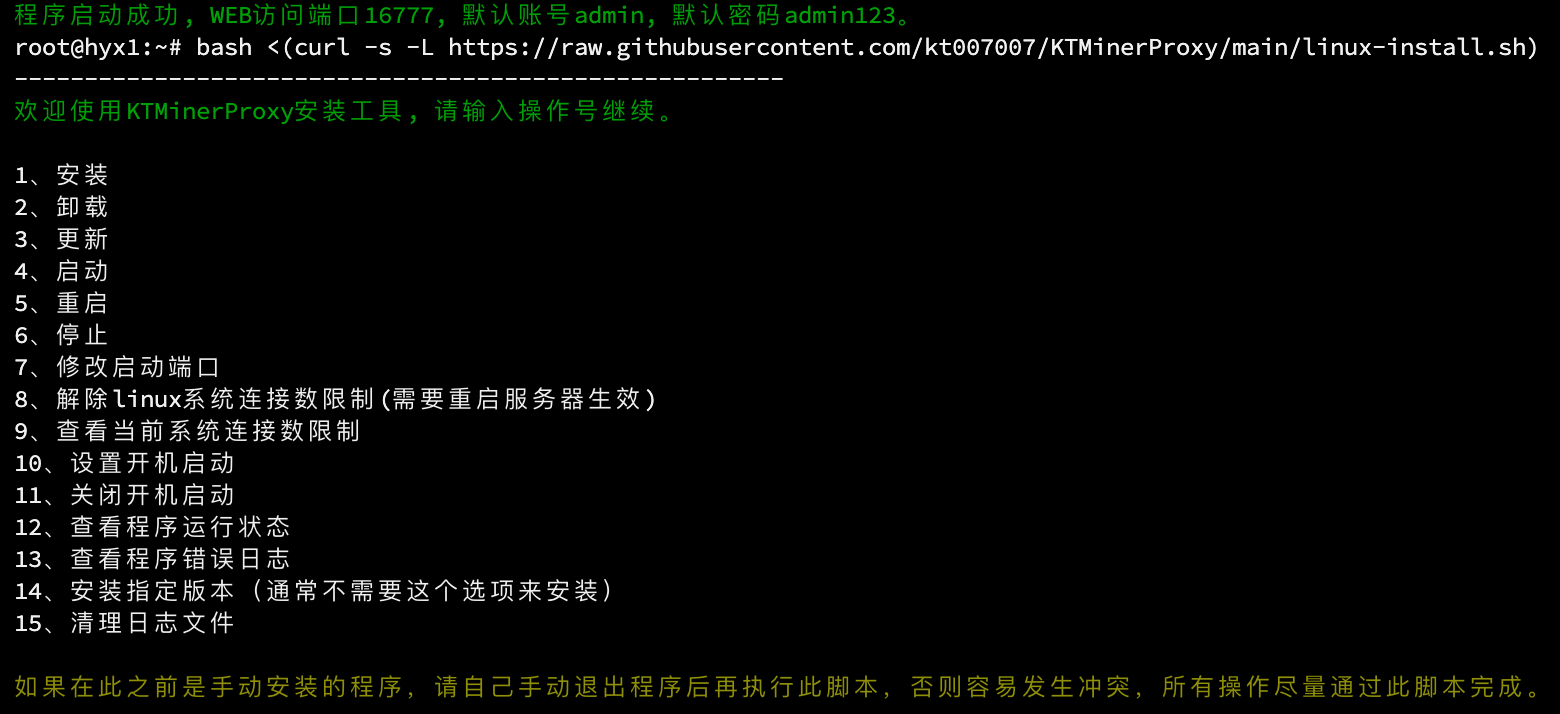 程序启动成功, WEB访问端口16777, 默认账号admin, 默认密码admin123。
root@hyx1:~# bash <(curl -s -L https://raw.githubusercontent.com/kt007007/KTMinerProxy/main/linux-install.sh)
-------------------------------------------------------
欢迎使用KTMinerProxy安装工具, 请输入操作号继续。
1、安装
2、卸载
3、更新
4、启动
5、重启
6、停止
7、修改启动端口
8、解除linux系统连接数限制(需要重启服务器生效)
9、查看当前系统连接数限制
10、设置开机启动
11、关闭开机启动
12、查看程序运行状态
13、查看程序错误日志
14、安装指定版本（通常不需要这个选项来安装）
15、清理日志文件
如果在此之前是手动安装的程序, 请自己手动退出程序后再执行此脚本, 否则容易发生冲突, 所有操作尽量通过此脚本完成。